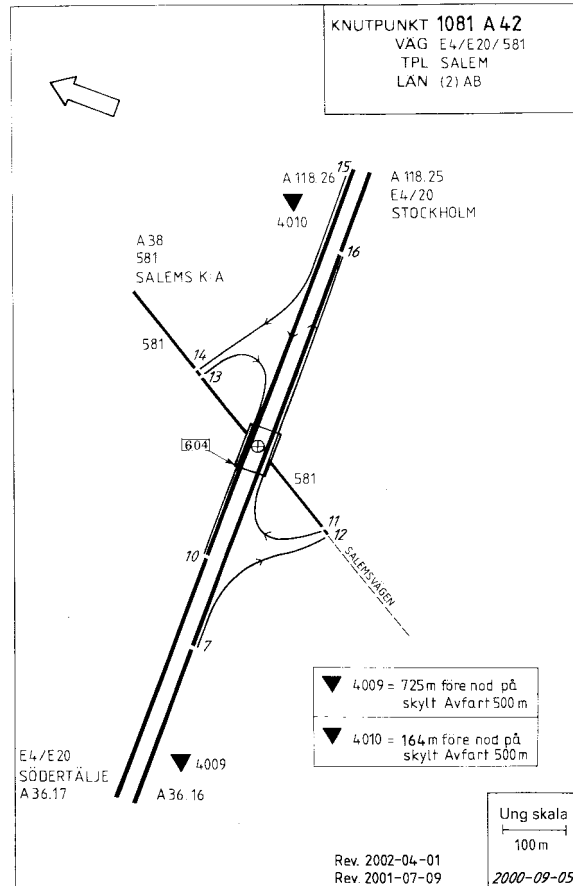 KNUTPUNKT 1081 A 42
VÄG E4/E20/581
TPL SALEM
LÄN (2) AB
A 118.26
15
A 118.25
E4/20
STOCKHOLM
4010
16
A 38
581
SALEMS K:A
581
14
13
604
581
11
12
SALEMSVÄGEN
10
7
4009 = 725 m före nod på
skylt Avfart 500 m
4010 = 164 m före nod på
skylt Avfart 500 m
E4/E20
SÖDERTÄLJE
A 36.17
4009
A 36.16
Ung skala
100 m
Rev. 2002-04-01
Rev. 2001-07-09
2000-09-05